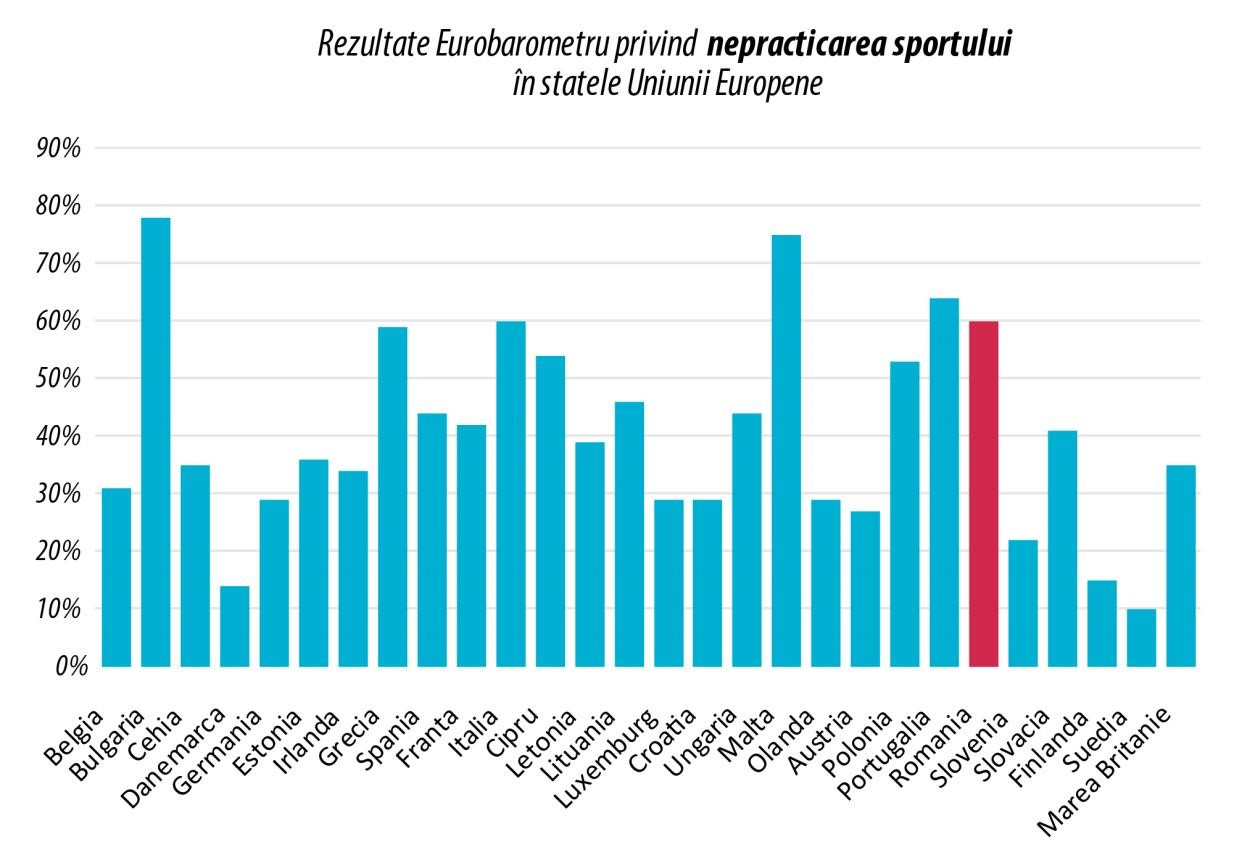 Rezultate Eurobarometru privind nepracticarea sportului
în statele Uniunii Europene
90%
80%
70%
60%
50%
40%
30%
20%
10%
0%
Belgia
Bulgaria
Cehia
Danemarca
Germania
Estonia
Irlanda
Grecia
Spania
Franta
Italia
Cipru
Letonia
Lituania
Luxemburg
Croatia
Ungaria
Malta
Olanda
Austria
Polonia
Portugalia
Romania
Slovenia
Slovacia
Finlanda
Suedia
Marea Britanie